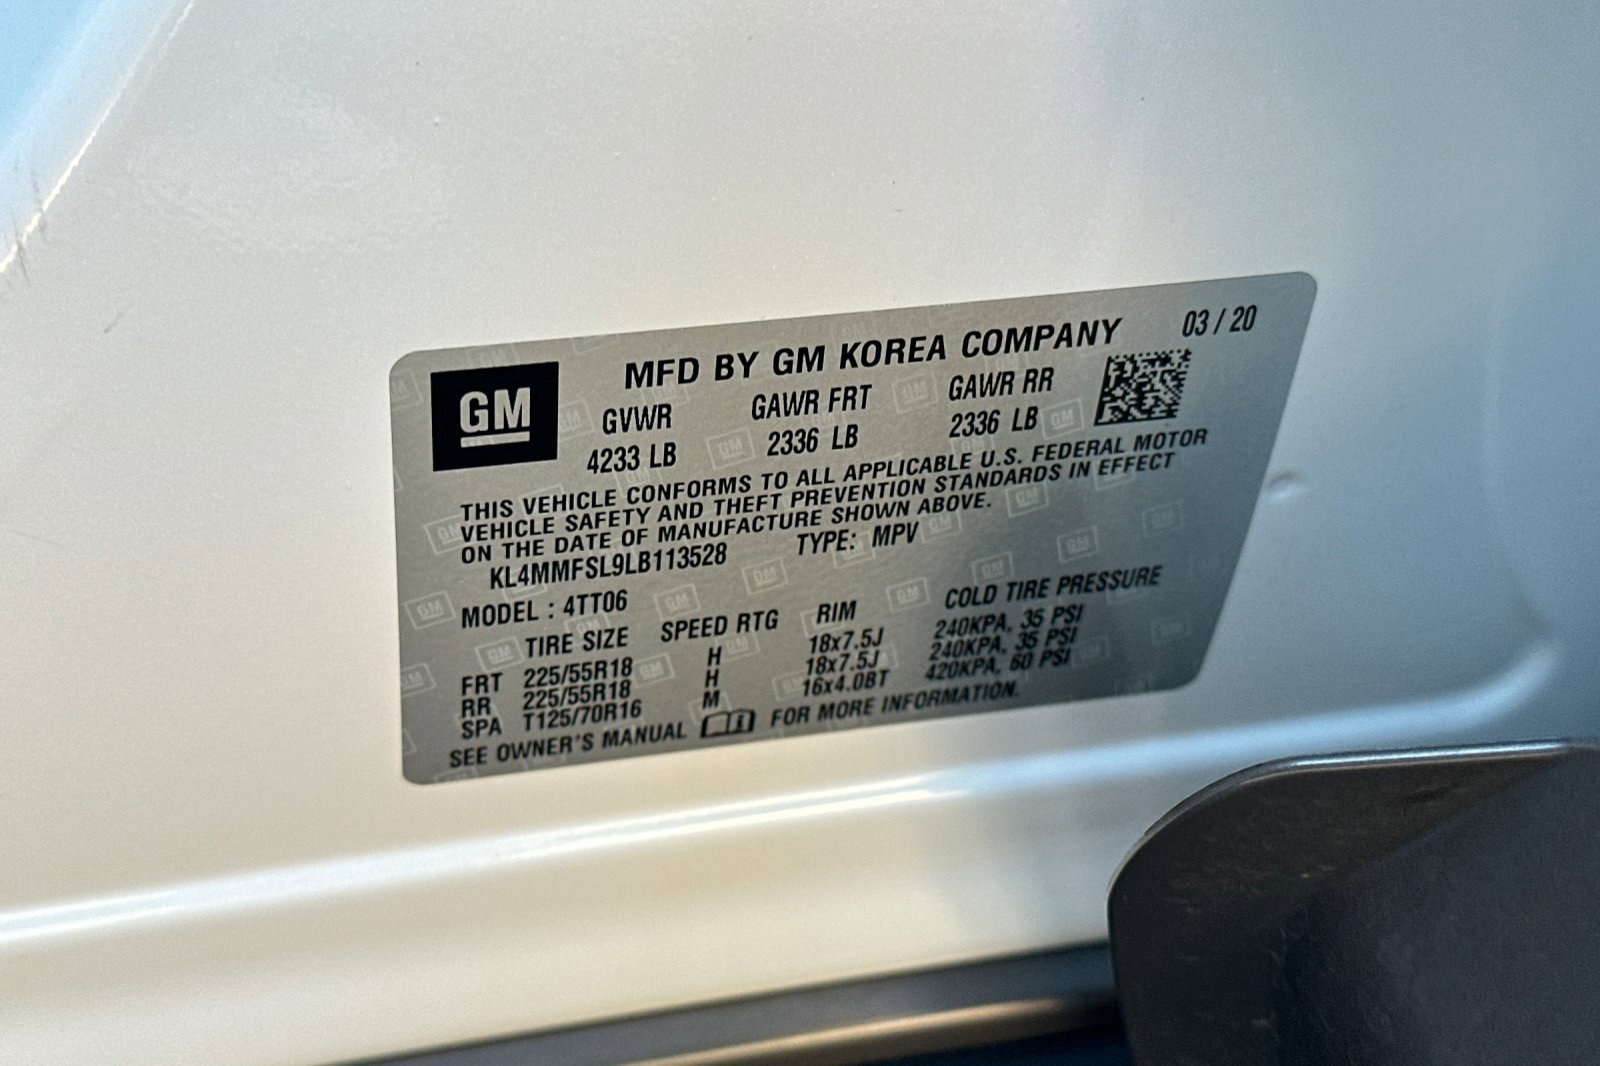 MFD BY GM KOREA COMPANY 03 / 20
GM
GVWR GAWR FRT GAWR RR
4233 LB 2336 LB 2336 LB
THIS VEHICLE CONFORMS TO ALL APPLICABLE U.S. FEDERAL MOTOR
VEHICLE SAFETY AND THEFT PREVENTION STANDARDS IN EFFECT
ON THE DATE OF MANUFACTURE SHOWN ABOVE.
KL4MMFSL9LB113528 TYPE: MPV
MODEL : 4TT06
TIRE SIZE SPEED RTG RIM COLD TIRE PRESSURE
FRT 225/55R18 H 18x7.5J 240KPA, 35 PSI
RR 225/55R18 H 18x7.5J 240KPA, 35 PSI
SPA T125/70R16 M 16x4.0BT 420KPA, 60 PSI
SEE OWNER'S MANUAL FOR MORE INFORMATION.